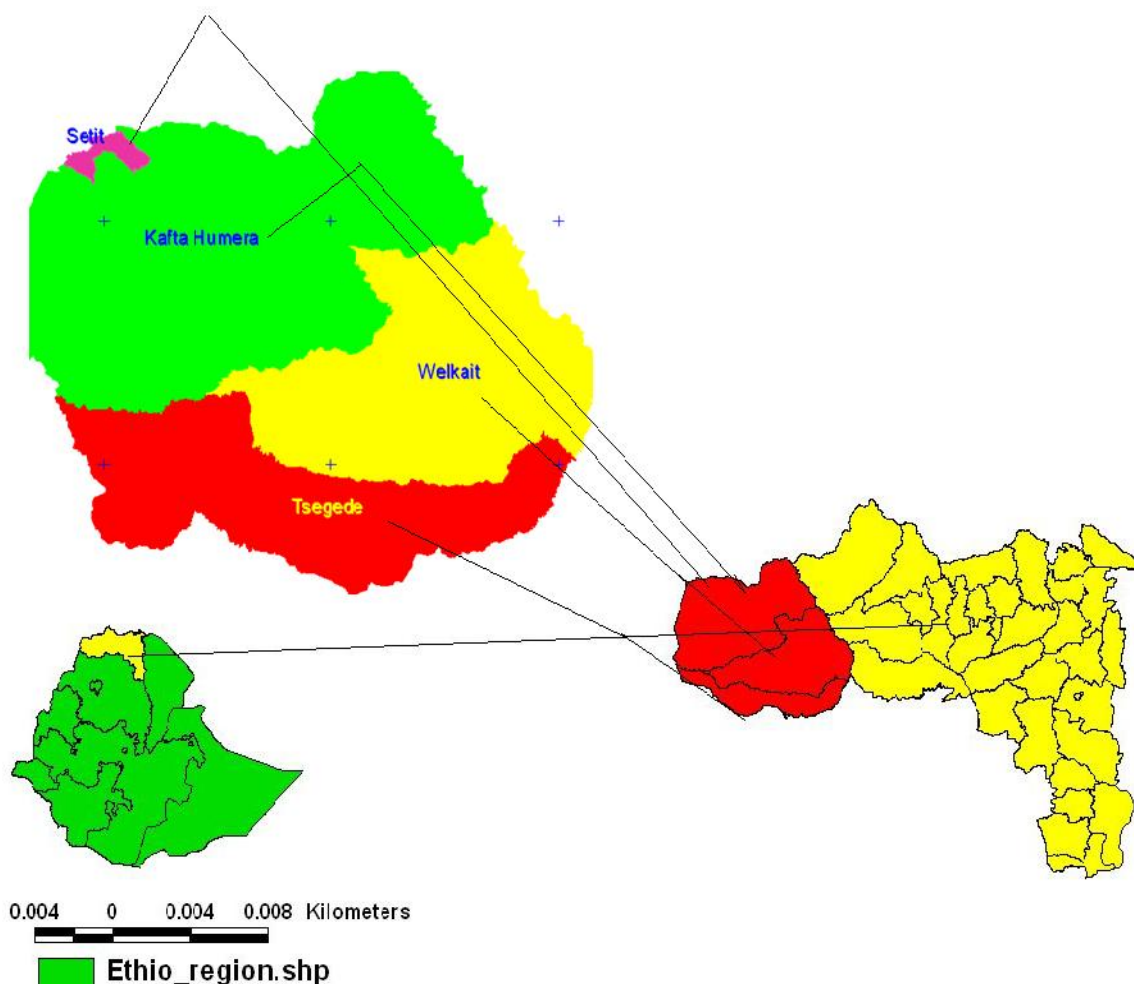 Setit
Kafta Humera
Welkait
Tsegede
0.004 0 0.004 0.008 Kilometers
Ethio_region.shp